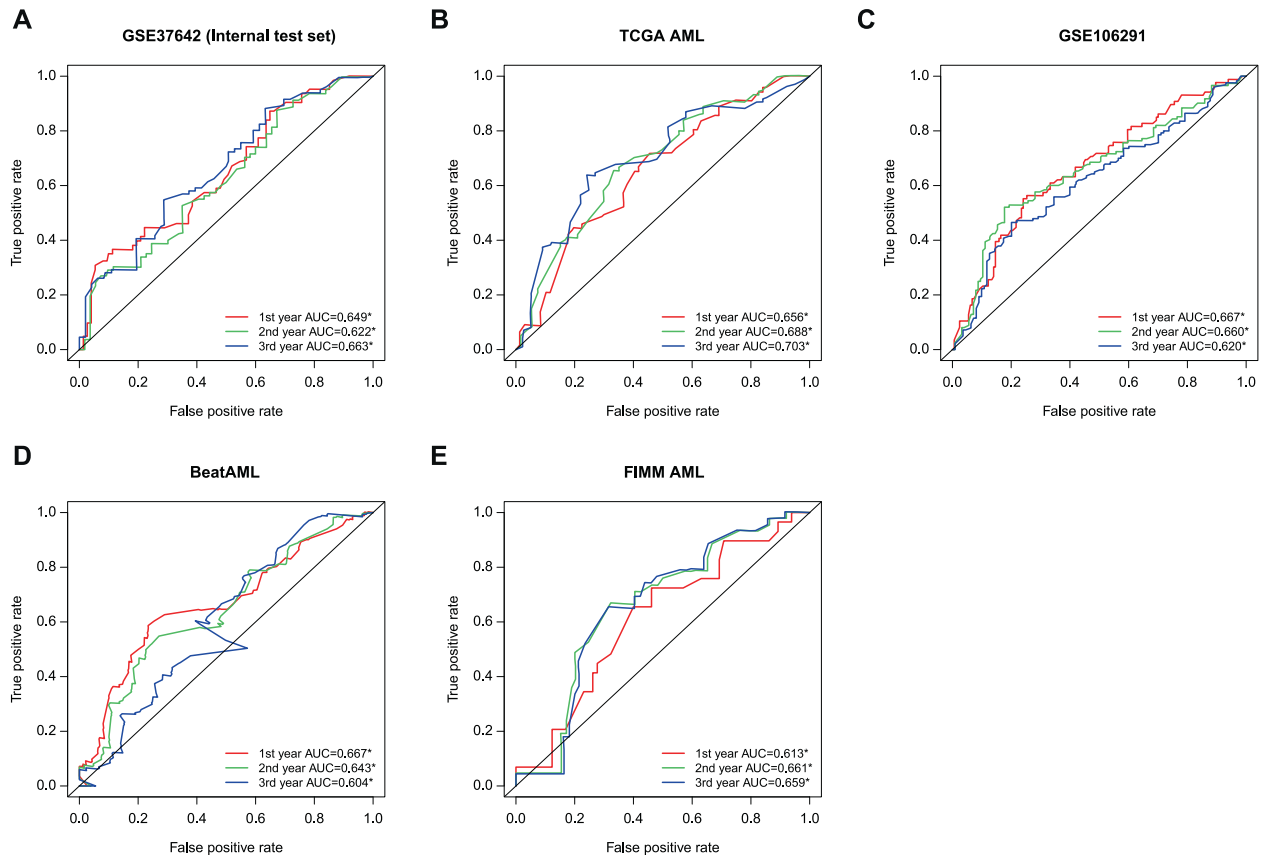 A
GSE37642 (Internal test set)
True positive rate
1.0
0.8
0.6
0.4
0.2
0.0
1st year AUC=0.649*
2nd year AUC=0.622*
3rd year AUC=0.663*
0.0 0.2 0.4 0.6 0.8 1.0
False positive rate
B
TCGA AML
True positive rate
1.0
0.8
0.6
0.4
0.2
0.0
1st year AUC=0.656*
2nd year AUC=0.688*
3rd year AUC=0.703*
0.0 0.2 0.4 0.6 0.8 1.0
False positive rate
C
GSE106291
True positive rate
1.0
0.8
0.6
0.4
0.2
0.0
1st year AUC=0.667*
2nd year AUC=0.660*
3rd year AUC=0.620*
0.0 0.2 0.4 0.6 0.8 1.0
False positive rate
D
BeatAML
True positive rate
1.0
0.8
0.6
0.4
0.2
0.0
1st year AUC=0.667*
2nd year AUC=0.643*
3rd year AUC=0.604*
0.0 0.2 0.4 0.6 0.8 1.0
False positive rate
E
FIMM AML
True positive rate
1.0
0.8
0.6
0.4
0.2
0.0
1st year AUC=0.613*
2nd year AUC=0.661*
3rd year AUC=0.659*
0.0 0.2 0.4 0.6 0.8 1.0
False positive rate